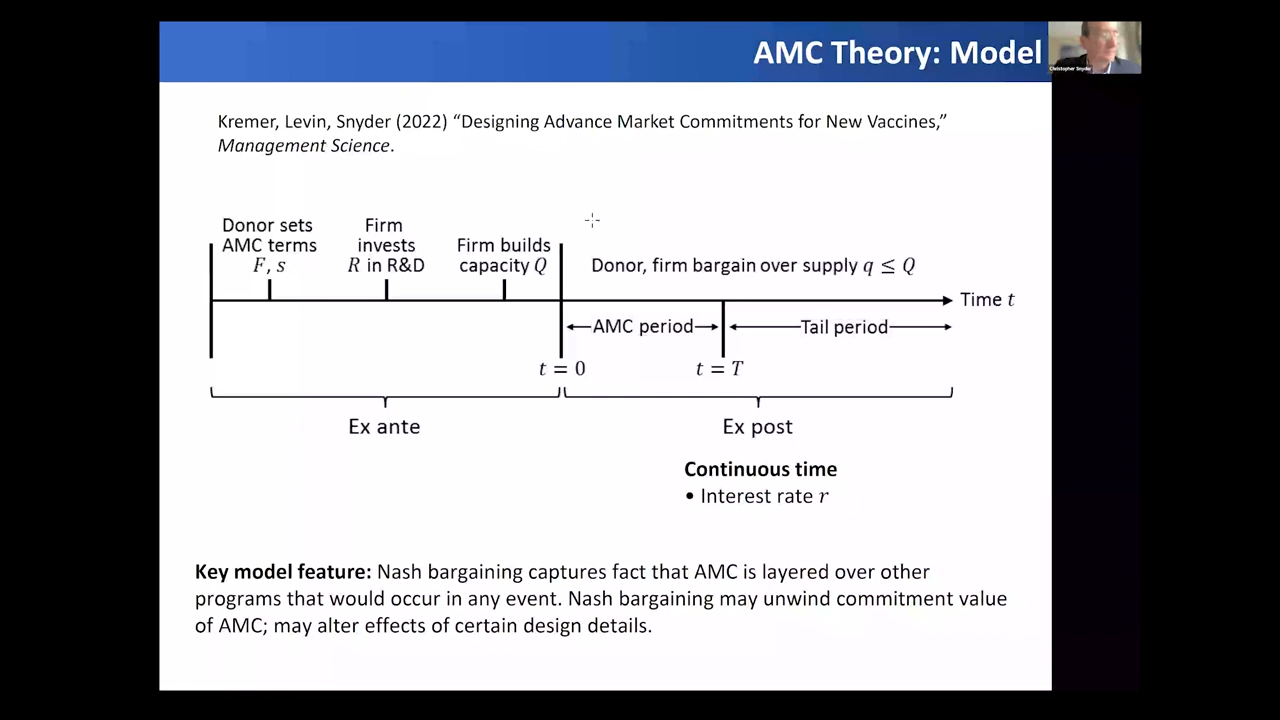 AMC Theory: Model
Christopher Snyder
Kremer, Levin, Snyder (2022) “Designing Advance Market Commitments for New Vaccines,”
Management Science.
Donor sets
AMC terms
F, s
Firm
invests
R in R&D
Firm builds
capacity Q
Donor, firm bargain over supply q ≤ Q
Time t
AMC period
Tail period
t = 0
t = T
Ex ante
Ex post
Continuous time
• Interest rate r
Key model feature: Nash bargaining captures fact that AMC is layered over other
programs that would occur in any event. Nash bargaining may unwind commitment value
of AMC; may alter effects of certain design details.